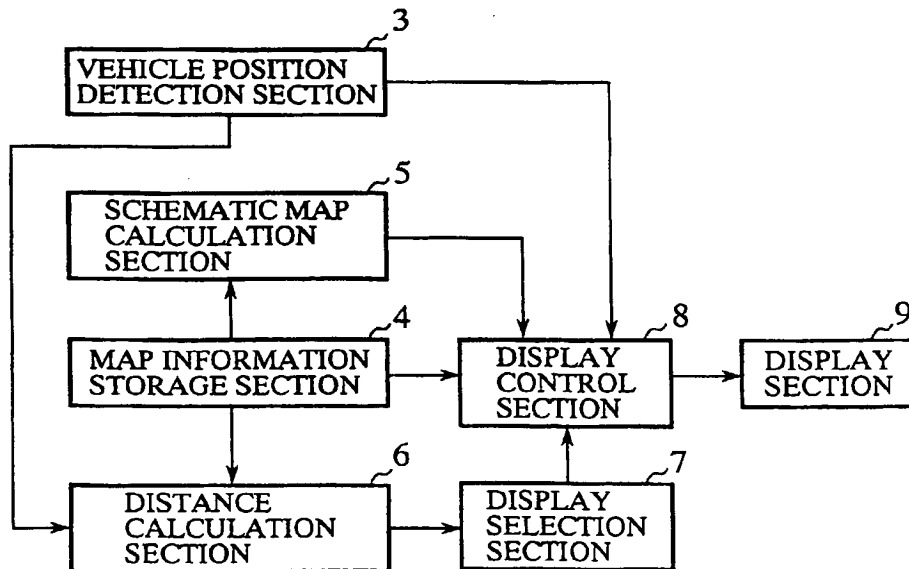 3
VEHICLE POSITION
DETECTION SECTION
5
SCHEMATIC MAP
CALCULATION
SECTION
4
MAP INFORMATION
STORAGE SECTION
8
DISPLAY
CONTROL
SECTION
9
DISPLAY
SECTION
6
DISTANCE
CALCULATION
SECTION
7
DISPLAY
SELECTION
SECTION